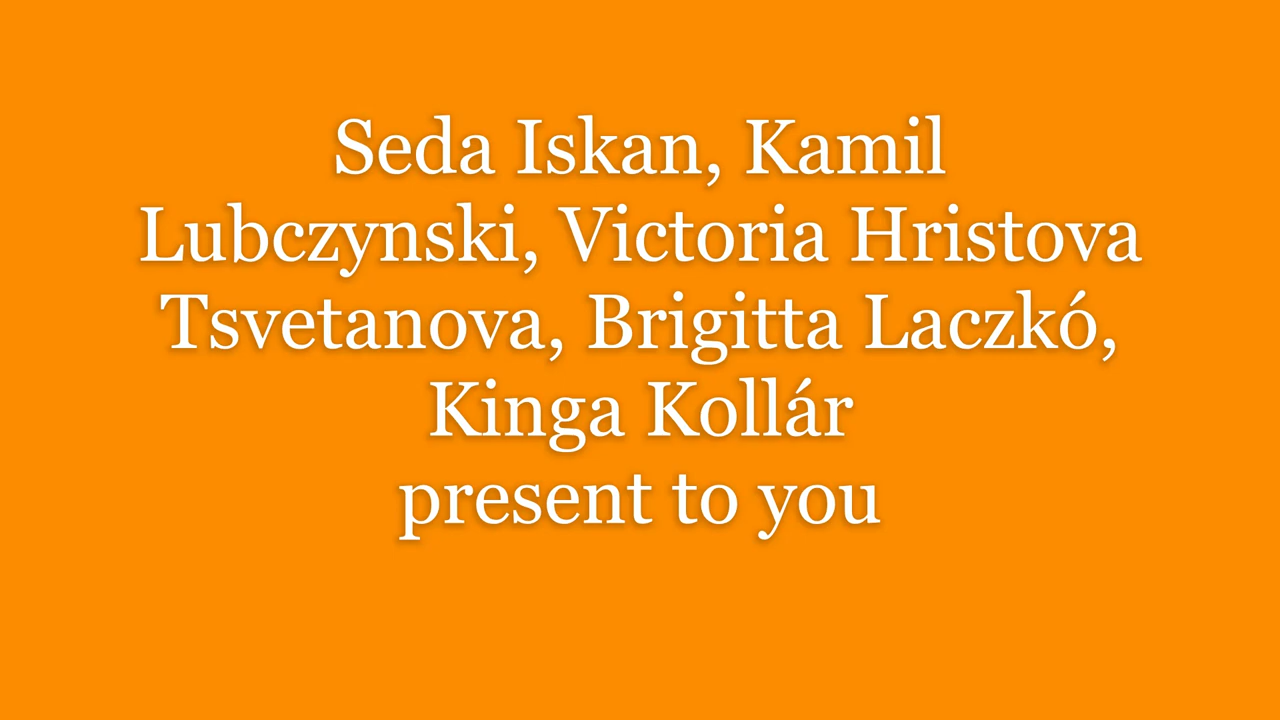 Seda Iskan, Kamil
Lubczynski, Victoria Hristova
Tsvetanova, Brigitta Laczkó,
Kinga Kollár
present to you